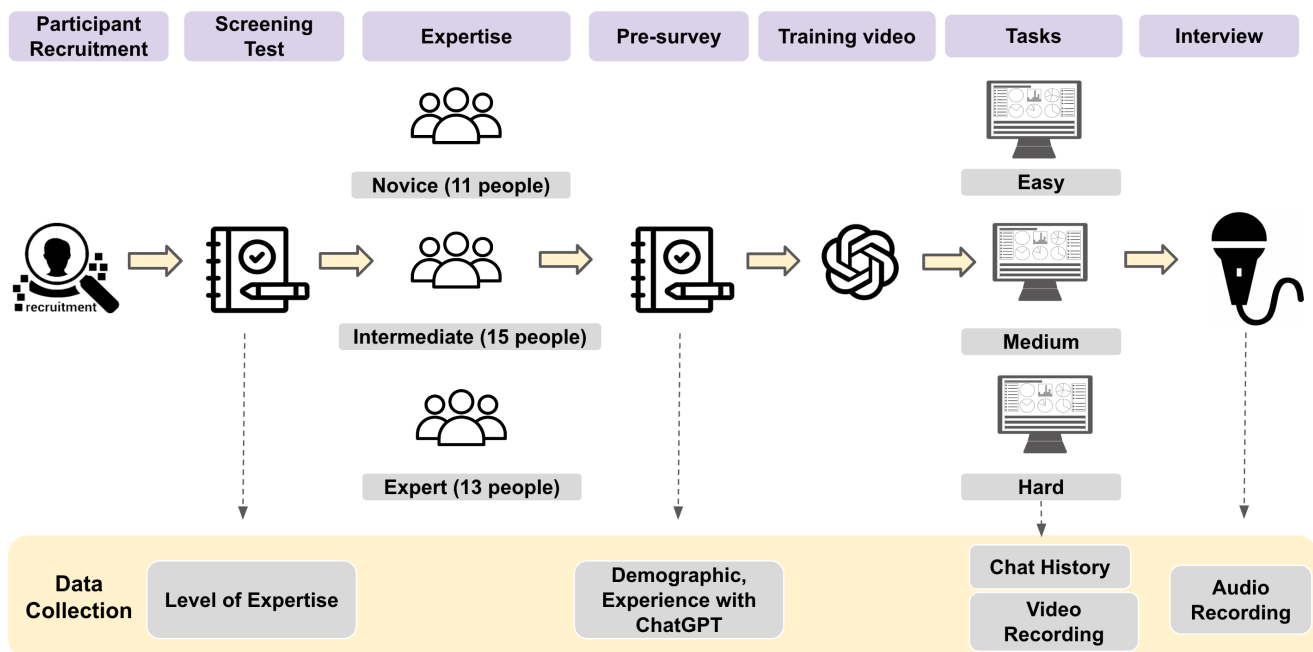 Participant
Recruitment
Screening
Test
Expertise
Pre-survey
Training video
Tasks
Interview
Novice (11 people)
Easy
recruitment
Intermediate (15 people)
Medium
Expert (13 people)
Hard
Data
Collection
Level of Expertise
Demographic,
Experience with
ChatGPT
Chat History
Video
Recording
Audio
Recording